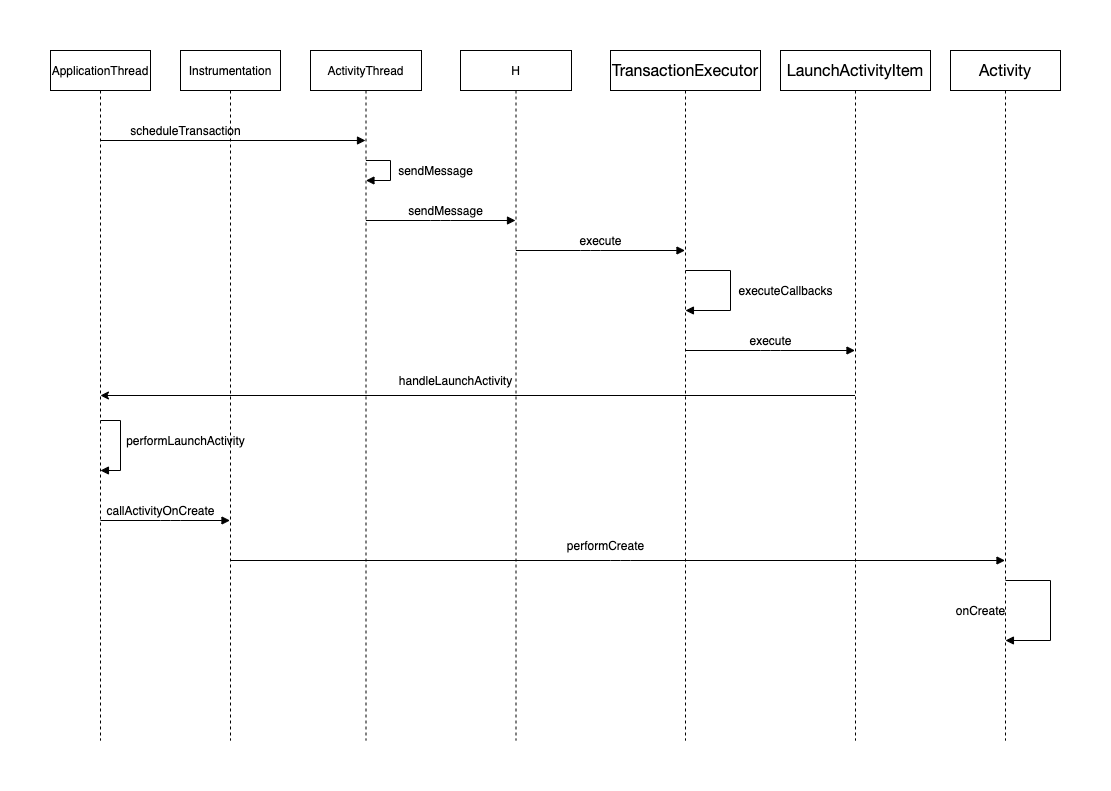 ApplicationThread
Instrumentation
ActivityThread
H
TransactionExecutor
LaunchActivityItem
Activity
scheduleTransaction
sendMessage
sendMessage
execute
executeCallbacks
execute
handleLaunchActivity
performLaunchActivity
callActivityOnCreate
performCreate
onCreate